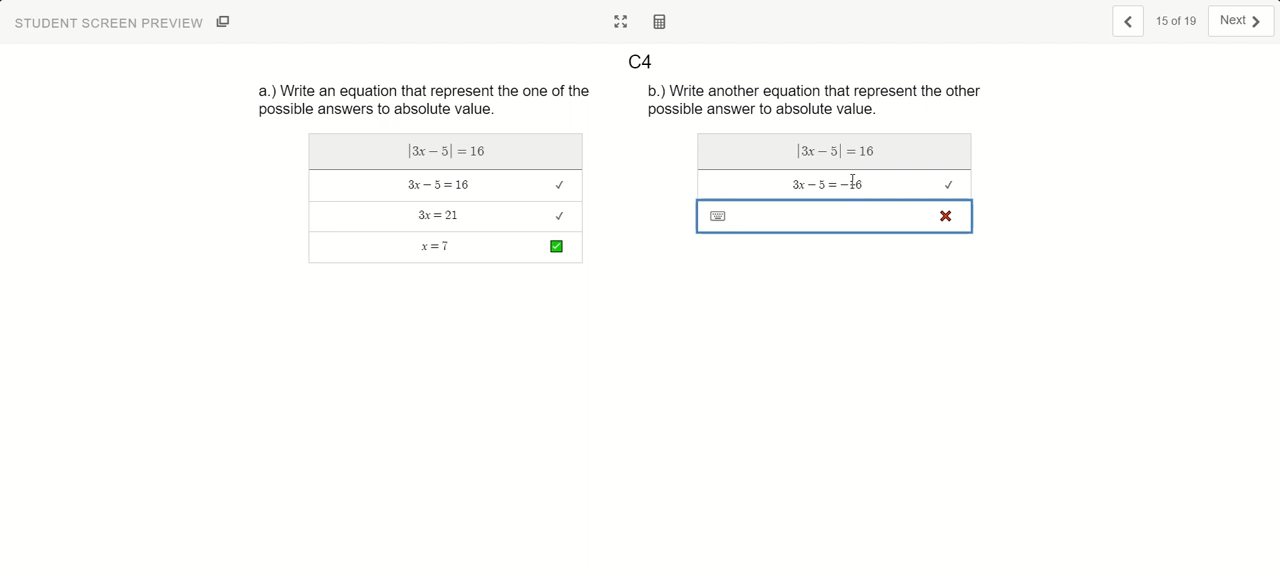 STUDENT SCREEN PREVIEW
15 of 19
Next
C4
a.) Write an equation that represent the one of the
possible answers to absolute value.
|3x – 5| = 16
3x – 5 = 16
3x = 21
x = 7
b.) Write another equation that represent the other
possible answer to absolute value.
|3x – 5| = 16
3x – 5 = –16